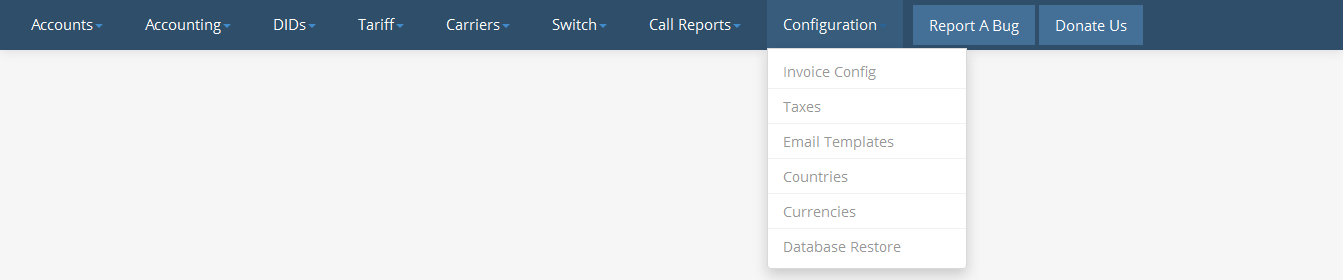 Accounts Accounting DIDs Tariff Carriers Switch Call Reports Configuration Report A Bug Donate Us
Invoice Config
Taxes
Email Templates
Countries
Currencies
Database Restore